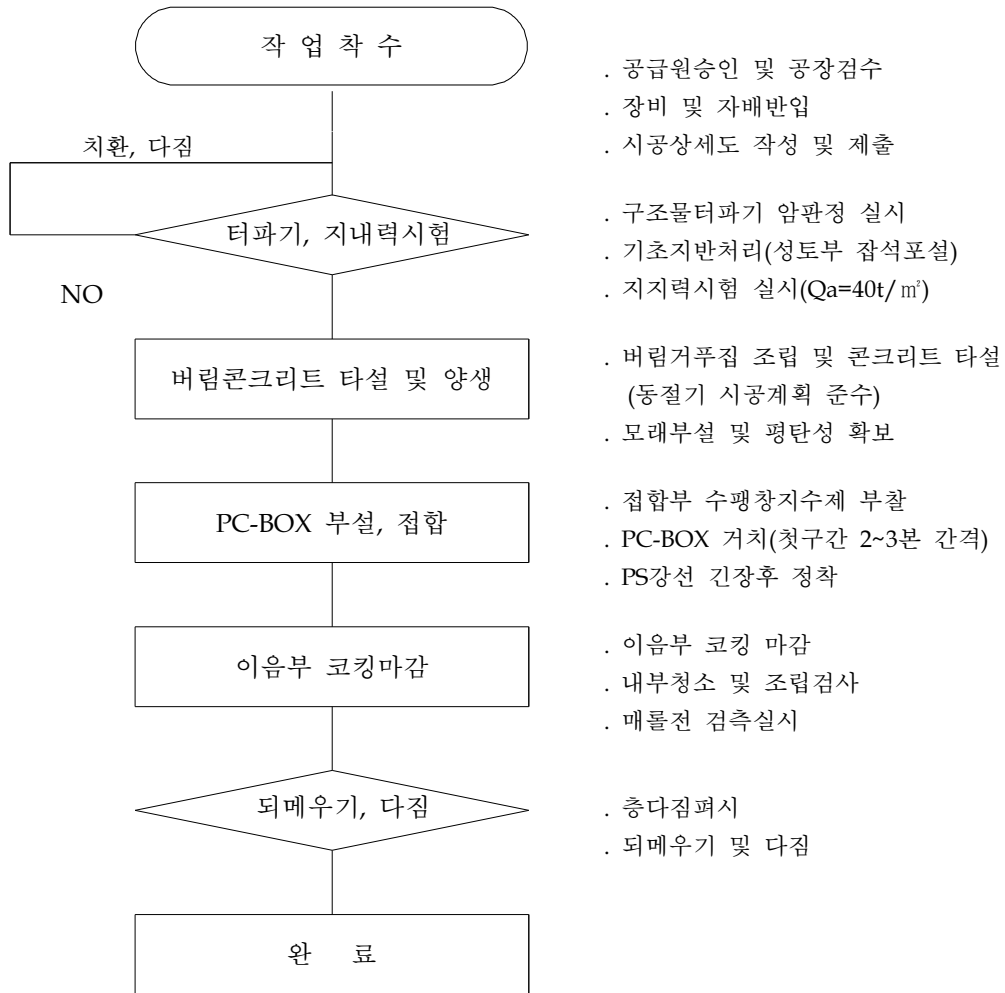 작 업 착 수
. 공급원승인 및 공장검수
. 장비 및 자배반입
. 시공상세도 작성 및 제출
치환, 다짐
터파기, 지내력시험
NO
. 구조물터파기 암판정 실시
. 기초지반처리(성토부 잡석포설)
. 지지력시험 실시(Qa=40t/㎡)
버림콘크리트 타설 및 양생
. 버림거푸집 조립 및 콘크리트 타설
(동절기 시공계획 준수)
. 모래부설 및 평탄성 확보
PC-BOX 부설, 접합
. 접합부 수팽창지수제 부찰
. PC-BOX 거치(첫구간 2~3본 간격)
. PS강선 긴장후 정착
이음부 코킹마감
. 이음부 코킹 마감
. 내부청소 및 조립검사
. 매롤전 검측실시
되메우기, 다짐
. 층다짐펴시
. 되메우기 및 다짐
완 료